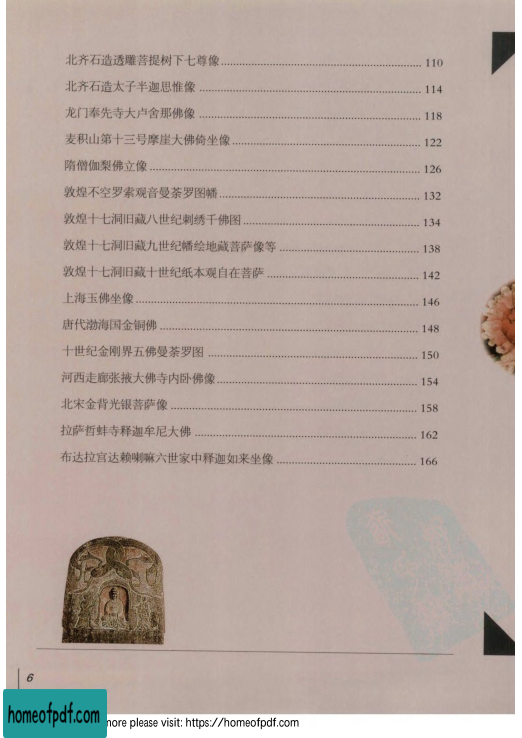 北齐石造透雕菩提树下七尊像 110
北齐石造太子半迦思惟像 114
龙门奉先寺大卢舍那佛像 118
麦积山第十三号摩崖大佛倚坐像 122
隋僧伽梨佛立像 126
敦煌不空罗索观音曼荼罗图幡 132
敦煌十七洞旧藏八世纪刺绣千佛图 134
敦煌十七洞旧藏九世纪幡绘地藏菩萨像等 138
敦煌十七洞旧藏十世纪纸本观自在菩萨 142
上海玉佛坐像 146
唐代渤海国金铜佛 148
十世纪金刚界五佛曼荼罗图 150
河西走廊张掖大佛寺内卧佛像 154
北宋金背光银菩萨像 158
拉萨哲蚌寺释迦牟尼大佛 162
布达拉宫达赖喇嘛六世家中释迦如来坐像 166
6
homeofpdf.com
more please visit: https://homeofpdf.com